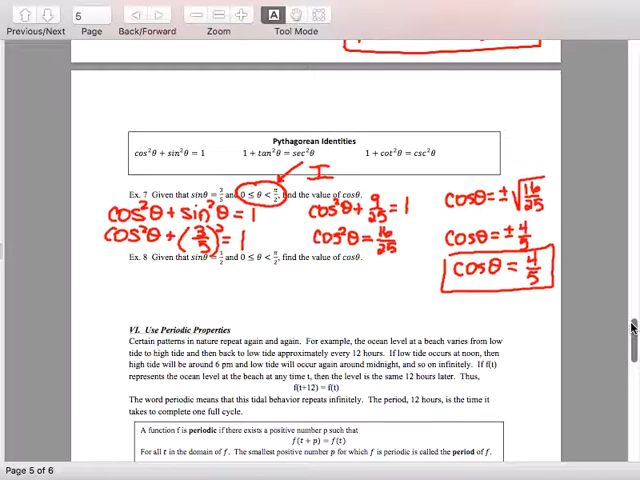 5
A
Previous/Next
Page
Back/Forward
Zoom
Tool Mode
Pythagorean Identities
cos²θ + sin²θ = 1
1 + tan²θ = sec²θ
1 + cot²θ = csc²θ
I
Ex. 7 Given that sinθ = 3/5 and 0 ≤ θ < π/2, find the value of cosθ.
cos²θ + sin²θ = 1
cos²θ + (3/5)² = 1
cos²θ + 9/25 = 1
cos²θ = 16/25
cosθ = ±√16/25
cosθ = ± 4/5
cosθ = 4/5
Ex. 8 Given that sinθ = 1/2 and 0 ≤ θ < π/2, find the value of cosθ.
VI. Use Periodic Properties
Certain patterns in nature repeat again and again. For example, the ocean level at a beach varies from low
tide to high tide and then back to low tide approximately every 12 hours. If low tide occurs at noon, then
high tide will be around 6 pm and low tide will occur again around midnight, and so on infinitely. If f(t)
represents the ocean level at the beach at any time t, then the level is the same 12 hours later. Thus,
f(t+12) = f(t)
The word periodic means that this tidal behavior repeats infinitely. The period, 12 hours, is the time it
takes to complete one full cycle.
A function f is periodic if there exists a positive number p such that
f(t + p) = f(t)
For all t in the domain of f. The smallest positive number p for which f is periodic is called the period of f.
Page 5 of 6